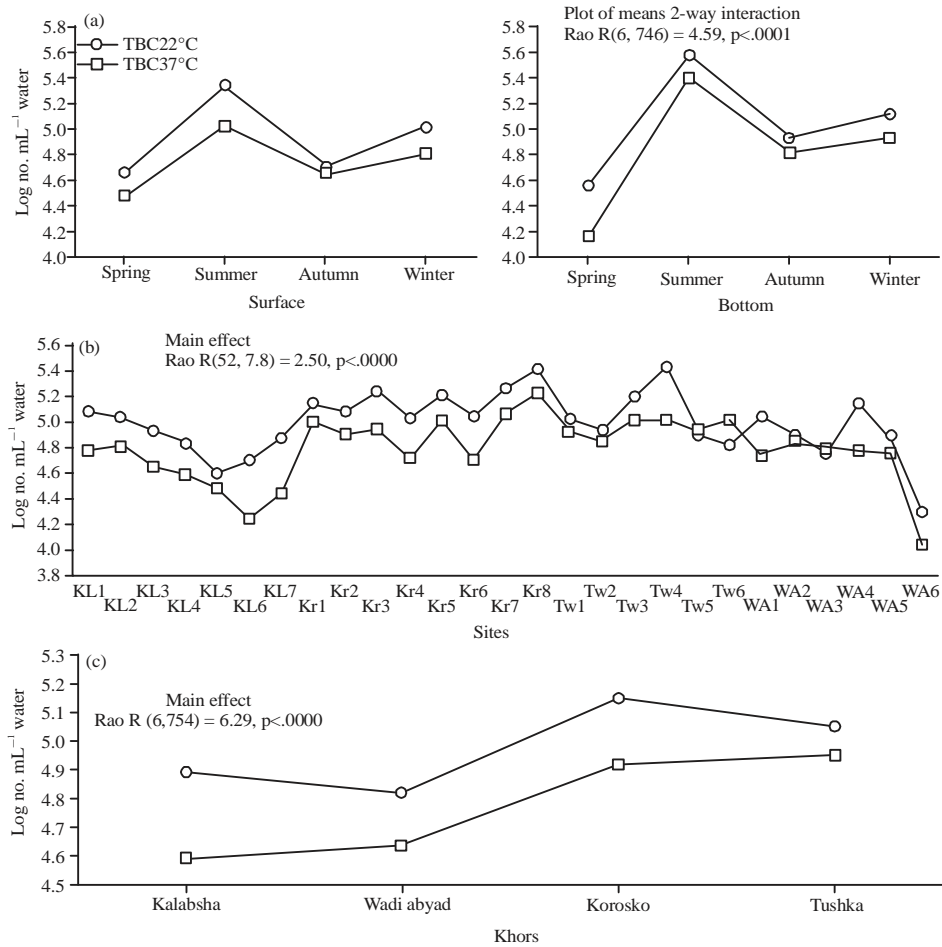 (a)
TBC22°C
TBC37°C
Log no. mL⁻¹ water
5.8
5.6
5.4
5.2
5.0
4.8
4.6
4.4
4.2
4.0
Spring Summer Autumn Winter
Surface
Plot of means 2-way interaction
Rao R(6, 746) = 4.59, p<.0001
5.8
5.6
5.4
5.2
5.0
4.8
4.6
4.4
4.2
4.0
Spring Summer Autumn Winter
Bottom
(b)
Main effect
Rao R(52, 7.8) = 2.50, p<.0000
Log no. mL⁻¹ water
5.6
5.4
5.2
5.0
4.8
4.6
4.4
4.2
4.0
3.8
KL1 KL3 KL5 KL7 Kr2 Kr4 Kr6 Kr8 Tw2 Tw4 Tw6 WA2 WA4 WA6
KL2 KL4 KL6 Kr1 Kr3 Kr5 Kr7 Tw1 Tw3 Tw5 WA1 WA3 WA5
Sites
(c)
Main effect
Rao R (6,754) = 6.29, p<.0000
Log no. mL⁻¹ water
5.3
5.2
5.1
5.0
4.9
4.8
4.7
4.6
4.5
Kalabsha Wadi abyad Korosko Tushka
Khors